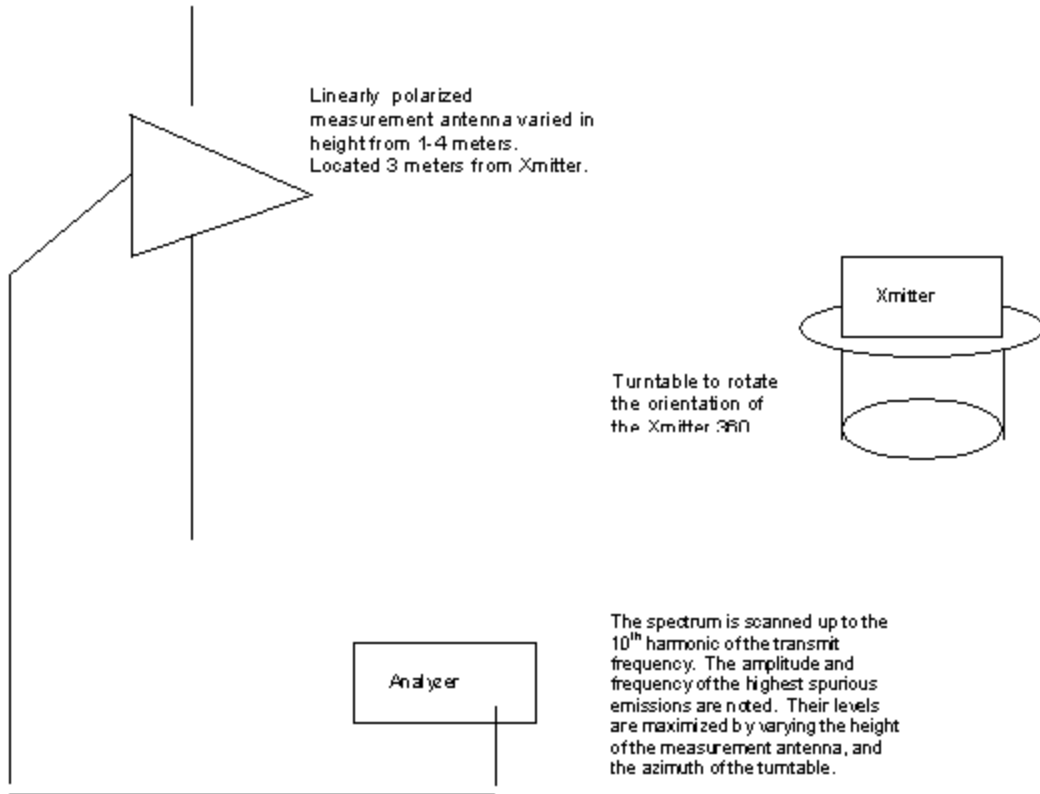 Linearly polarized
measurement antenna varied in
height from 1-4 meters.
Located 3 meters from Xmitter.
Xmitter
Turntable to rotate
the orientation of
the Xmitter 360
Analyzer
The spectrum is scanned up to the
10th harmonic of the transmit
frequency. The amplitude and
frequency of the highest spurious
emissions are noted. Their levels
are maximized by varying the height
of the measurement antenna, and
the azimuth of the turntable.